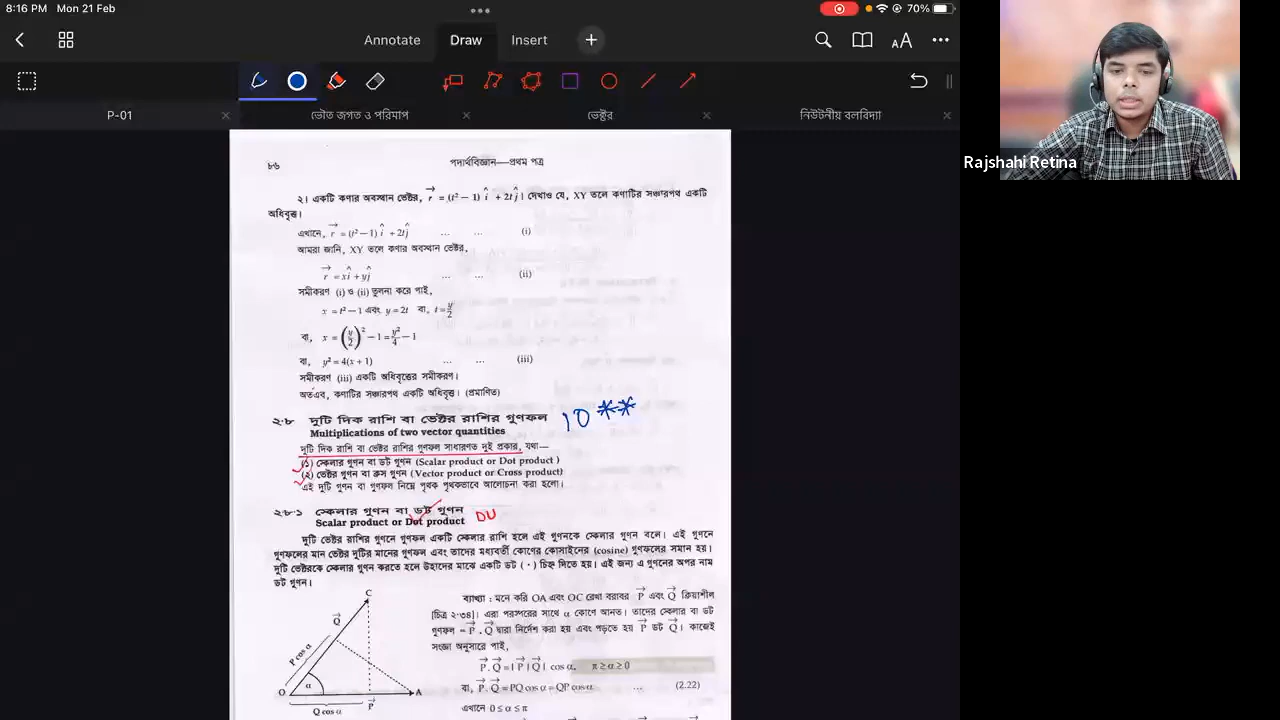 8:16 PM Mon 21 Feb
70%
Annotate Draw Insert
P-01
ভৌত জগত ও পরিমাপ
ভেক্টর
নিউটনীয় বলবিদ্যা
Rajshahi Retina
৮৬
পদার্থবিজ্ঞান—প্রথম পত্র
২। একটি কণার অবস্থান ভেক্টর, r⃗ = (t² − 1) î + 2tĵ। দেখাও যে, XY তলে কণাটির সঞ্চারপথ একটি
অধিবৃত্ত।
এখানে, r⃗ = (t² − 1) î + 2tĵ ... ... (i)
আমরা জানি, XY তলে কণার অবস্থান ভেক্টর,
r⃗ = xî + yĵ ... ... (ii)
সমীকরণ (i) ও (ii) তুলনা করে পাই,
x = t² − 1 এবং y = 2t বা, t = y/2
বা, x = (y/2)² − 1 = y²/4 − 1
বা, y² = 4(x + 1) ... ... (iii)
সমীকরণ (iii) একটি অধিবৃত্তের সমীকরণ।
অতএব, কণাটির সঞ্চারপথ একটি অধিবৃত্ত। (প্রমাণিত)
২·৮ দুটি দিক রাশি বা ভেক্টর রাশির গুণফল 10 **
Multiplications of two vector quantities
দুটি দিক রাশি বা ভেক্টর রাশির গুণফল সাধারণত দুই প্রকার, যথা—
(১) স্কেলার গুণন বা ডট গুণন (Scalar product or Dot product )
(২) ভেক্টর গুণন বা ক্রস গুণন (Vector product or Cross product)
এই দুটি গুণন বা গুণফল নিম্নে পৃথক পৃথকভাবে আলোচনা করা হলো।
২·৮·১ স্কেলার গুণন বা ডট গুণন
Scalar product or Dot product DU
দুটি ভেক্টর রাশির গুণনে গুণফল একটি স্কেলার রাশি হলে এই গুণনকে স্কেলার গুণন বলে। এই গুণনে
গুণফলের মান ভেক্টর দুটির মানের গুণফল এবং তাদের মধ্যবর্তী কোণের কোসাইনের (cosine) গুণফলের সমান হয়।
দুটি ভেক্টরকে স্কেলার গুণন করতে হলে উহাদের মাঝে একটি ডট ( · ) চিহ্ন দিতে হয়। এই জন্য এ গুণনের অপর নাম
ডট গুণন।
C
Q⃗
P cos α
α
O
A
Q cos α
P⃗
ব্যাখ্যা : মনে করি OA এবং OC রেখা বরাবর P⃗ এবং Q⃗ ক্রিয়াশীল
[চিত্র ২·৩৪]। এরা পরস্পরের সাথে α কোণে আনত। তাদের স্কেলার বা ডট
গুণফল = P⃗ . Q⃗ দ্বারা নির্দেশ করা হয় এবং পড়তে হয় P⃗ ডট Q⃗। কাজেই
সংজ্ঞা অনুসারে পাই,
P⃗ . Q⃗ = | P⃗ | Q⃗ | cos α, π ≥ α ≥ 0
বা, P⃗ . Q⃗ = PQ cos α = QP cos α ... (2.22)
এখানে 0 ≤ α ≤ π